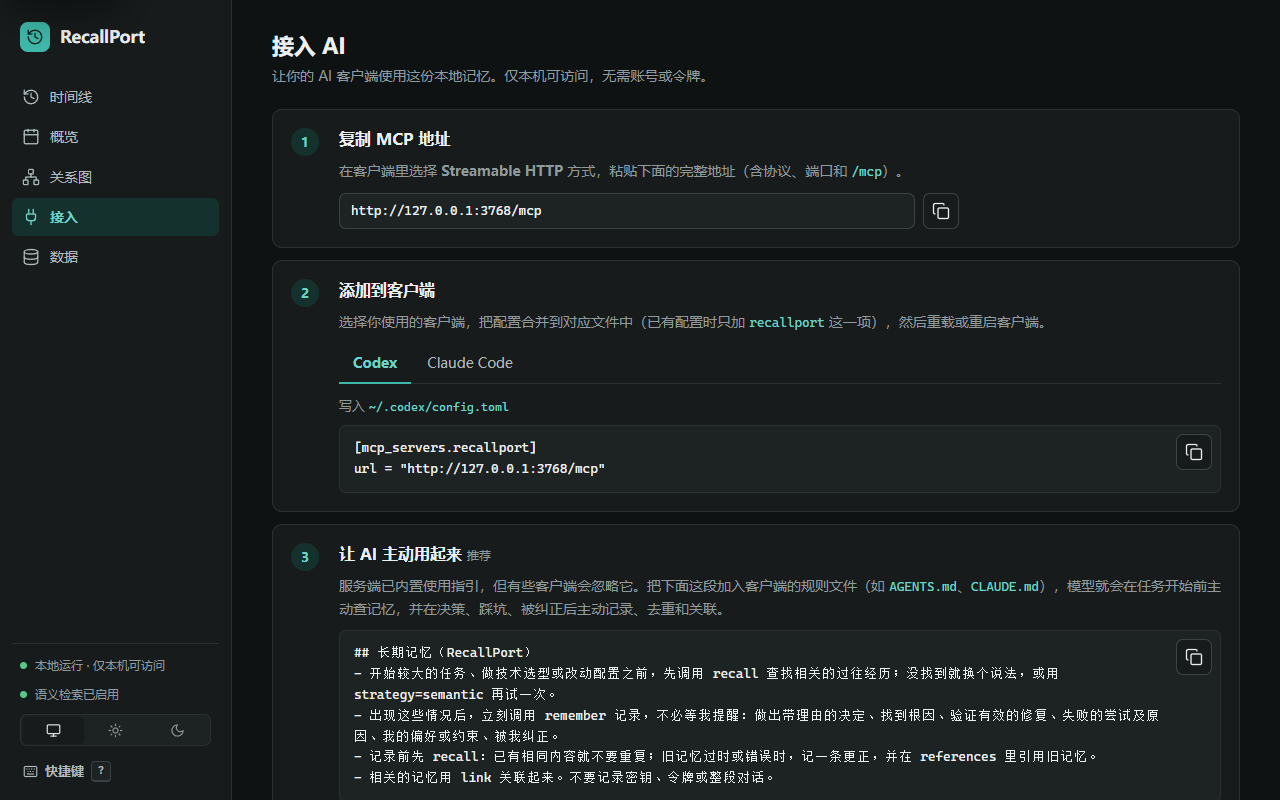 RecallPort
时间线
概览
关系图
接入
数据
本地运行 · 仅本机可访问
语义检索已启用
快捷键 ?
接入 AI
让你的 AI 客户端使用这份本地记忆。仅本机可访问，无需账号或令牌。
1
复制 MCP 地址
在客户端里选择 Streamable HTTP 方式，粘贴下面的完整地址（含协议、端口和 /mcp）。
http://127.0.0.1:3768/mcp
2
添加到客户端
选择你使用的客户端，把配置合并到对应文件中（已有配置时只加 recallport 这一项），然后重载或重启客户端。
Codex Claude Code
写入 ~/.codex/config.toml
[mcp_servers.recallport]
url = "http://127.0.0.1:3768/mcp"
3
让 AI 主动用起来 推荐
服务端已内置使用指引，但有些客户端会忽略它。把下面这段加入客户端的规则文件（如 AGENTS.md、CLAUDE.md），模型就会在任务开始前主
动查记忆，并在决策、踩坑、被纠正后主动记录、去重和关联。
## 长期记忆（RecallPort）
- 开始较大的任务、做技术选型或改动配置之前，先调用 recall 查找相关的过往经历；没找到就换个说法，或用
strategy=semantic 再试一次。
- 出现这些情况后，立刻调用 remember 记录，不必等我提醒：做出带理由的决定、找到根因、验证有效的修复、失败的尝试及原
因、我的偏好或约束、被我纠正。
- 记录前先 recall：已有相同内容就不要重复；旧记忆过时或错误时，记一条更正，并在 references 里引用旧记忆。
- 相关的记忆用 link 关联起来。不要记录密钥、令牌或整段对话。